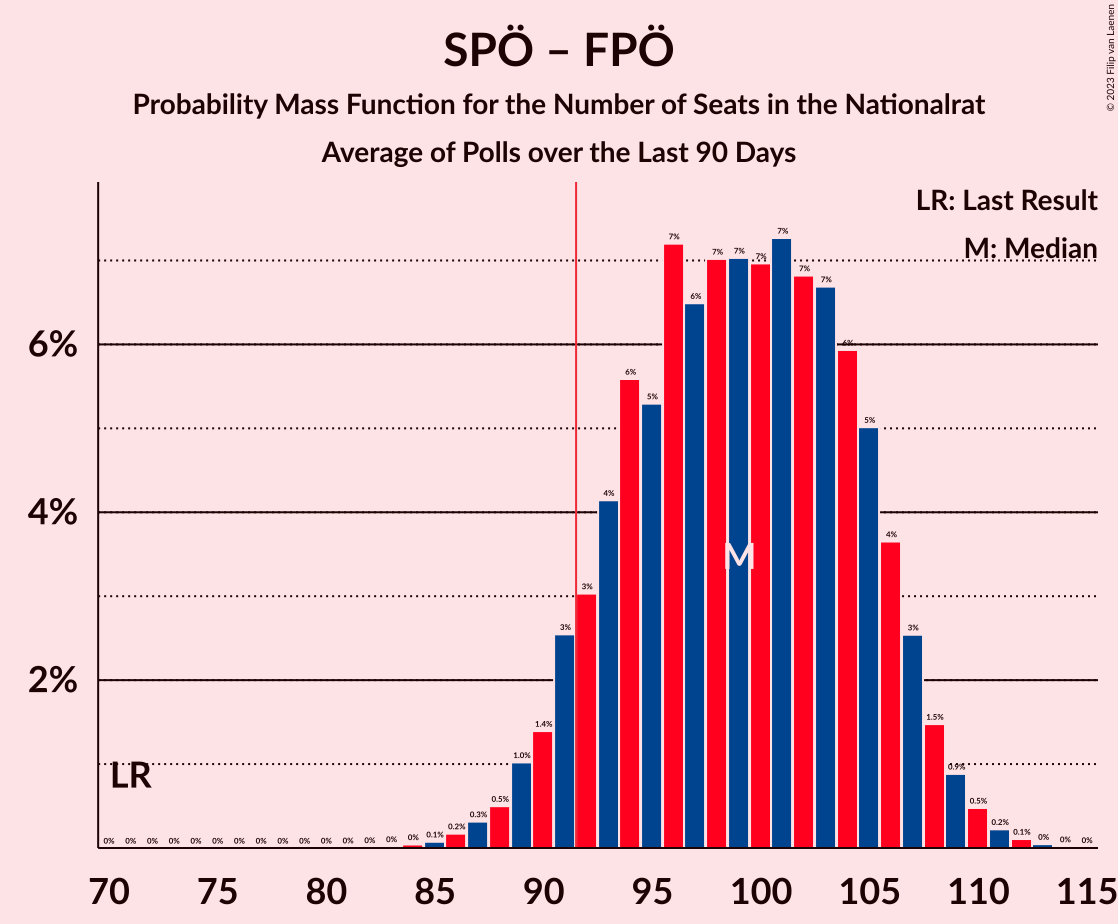 SPÖ – FPÖ
Probability Mass Function for the Number of Seats in the Nationalrat
Average of Polls over the Last 90 Days
© 2023 Filip van Laenen
LR: Last Result
M: Median
6%
4%
2%
LR
M
0% 0% 0% 0% 0% 0% 0% 0% 0% 0% 0% 0% 0% 0% 0% 0.1% 0.2% 0.3% 0.5% 1.0% 1.4% 3% 3% 4% 6% 5% 7% 6% 7% 7% 7% 7% 7% 7% 6% 5% 4% 3% 1.5% 0.9% 0.5% 0.2% 0.1% 0% 0% 0%
70 75 80 85 90 95 100 105 110 115